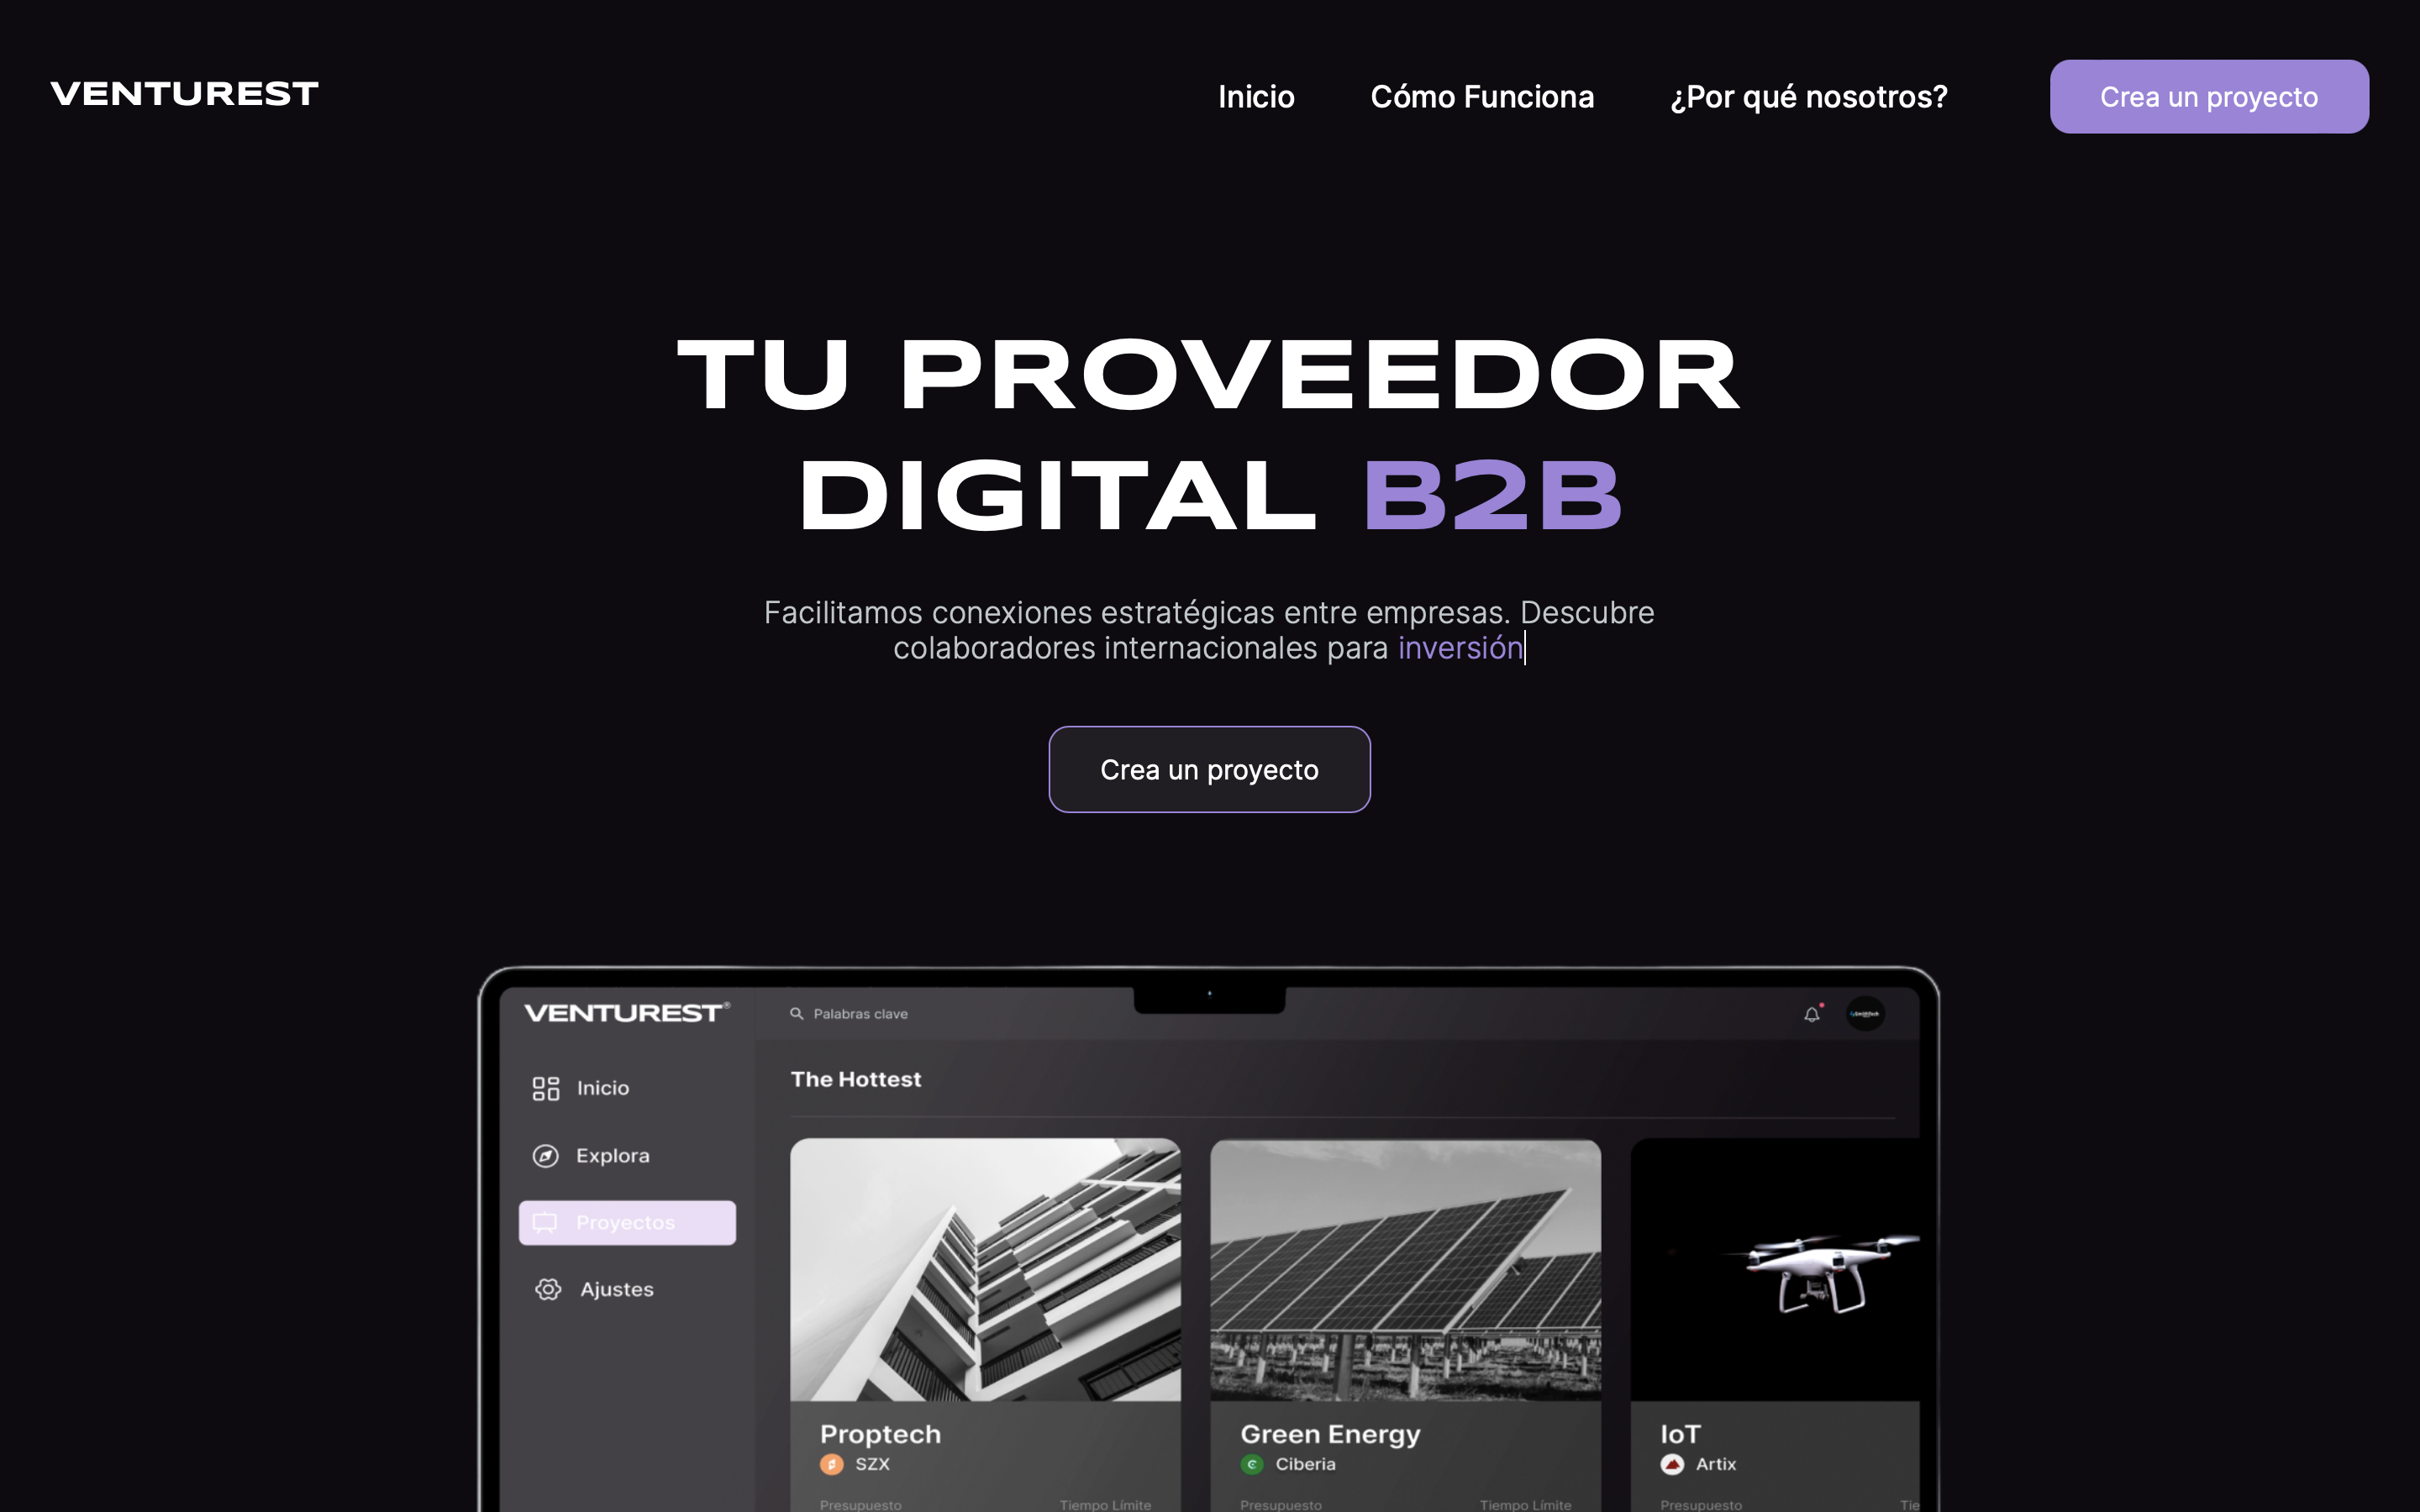 VENTUREST
Inicio
Cómo Funciona
¿Por qué nosotros?
Crea un proyecto
TU PROVEEDOR
DIGITAL B2B
Facilitamos conexiones estratégicas entre empresas. Descubre
colaboradores internacionales para inversión
Crea un proyecto
VENTUREST®
Palabras clave
Inicio
Explora
Proyectos
Ajustes
The Hottest
Proptech
SZX
Presupuesto
Tiempo Límite
Green Energy
Ciberia
Presupuesto
Tiempo Límite
IoT
Artix
Presupuesto